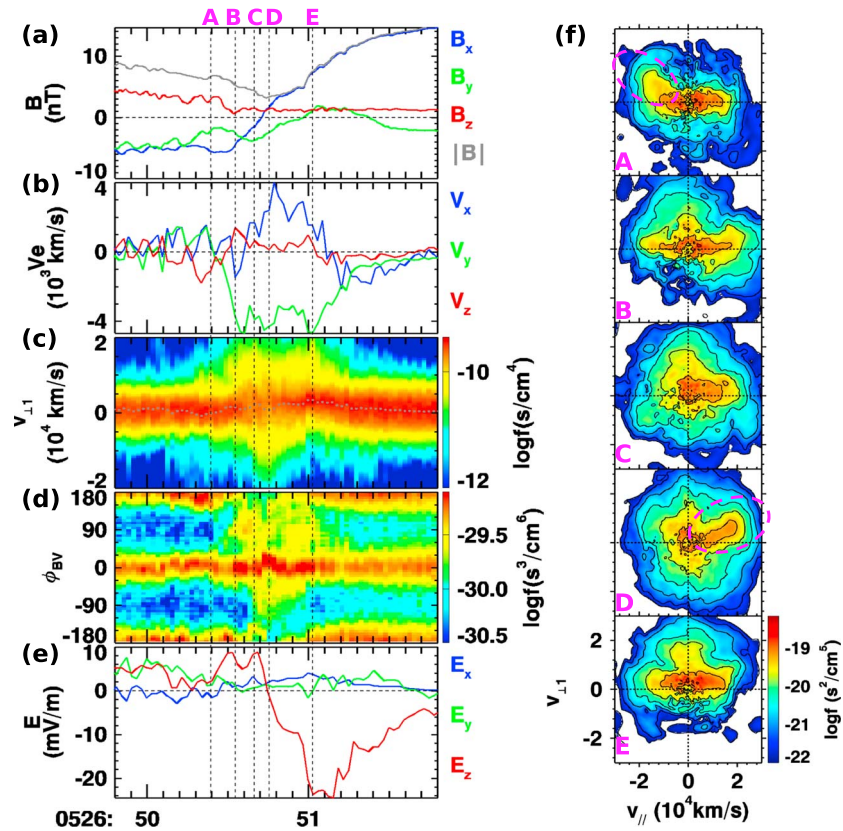 A B C D E
(a)
10
0
-10
B
(nT)
Bx
By
Bz
|B|
(b)
4
0
-4
Ve
(10³ km/s)
Vx
Vy
Vz
(c)
2
0
-2
v⊥1
(10⁴ km/s)
-10
-12
logf(s/cm⁴)
(d)
180
90
0
-90
-180
ϕBV
-29.5
-30.0
-30.5
logf(s³/cm⁶)
(e)
10
0
-10
-20
E
(mV/m)
Ex
Ey
Ez
0526: 50 51
(f)
A
B
C
D
E
2
0
-2
v⊥1
-2 0 2
v// (10⁴km/s)
-19
-20
-21
-22
logf (s²/cm⁵)